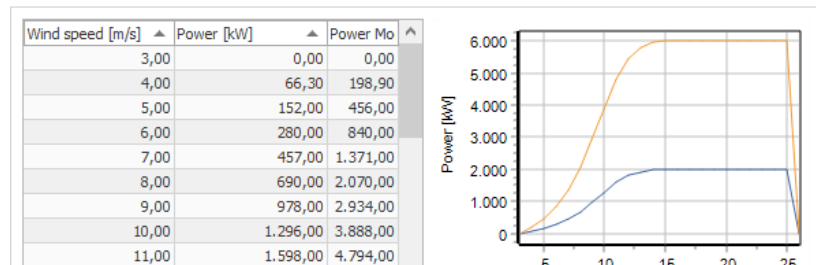 Wind speed [m/s] Power [kW] Power Mo
3,00 0,00 0,00
4,00 66,30 198,90
5,00 152,00 456,00
6,00 280,00 840,00
7,00 457,00 1.371,00
8,00 690,00 2.070,00
9,00 978,00 2.934,00
10,00 1.296,00 3.888,00
11,00 1.598,00 4.794,00
Power [kW]
6.000
5.000
4.000
3.000
2.000
1.000
0
5 10 15 20 25